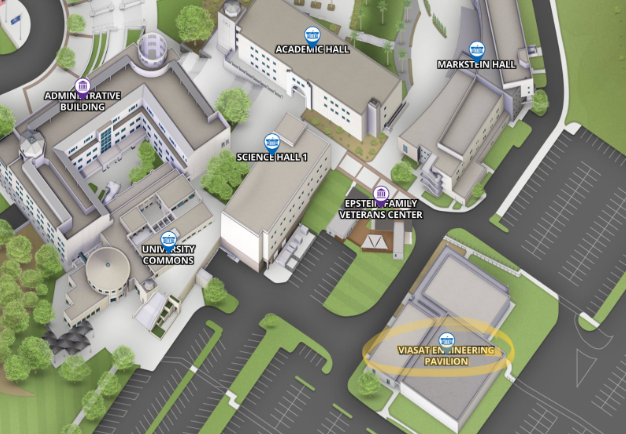 ACADEMIC HALL
MARKSTEIN HALL
ADMINISTRATIVE
BUILDING
SCIENCE HALL 1
EPSTEIN FAMILY
VETERANS CENTER
UNIVERSITY
COMMONS
VIASAT ENGINEERING
PAVILION